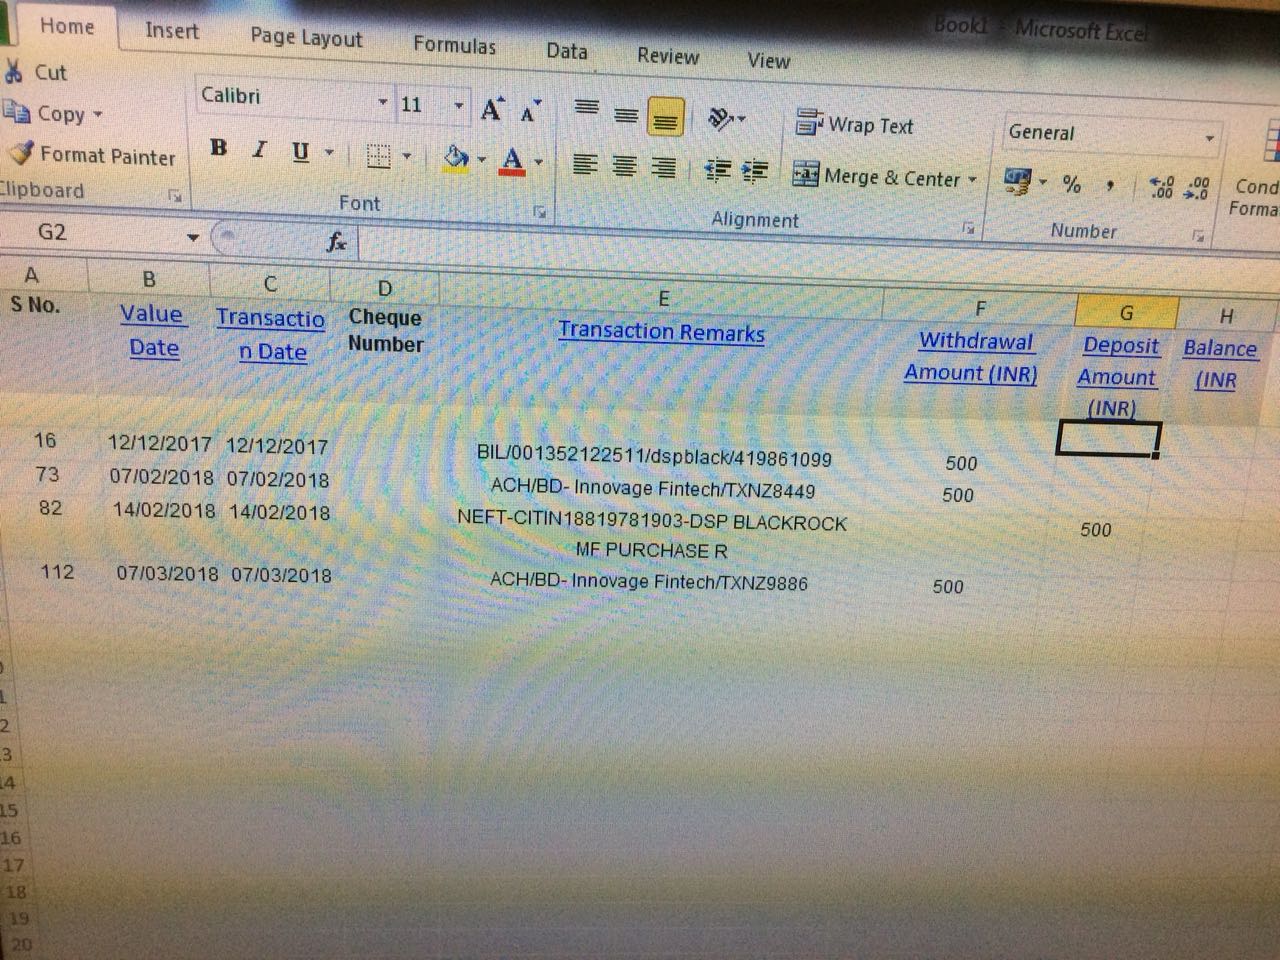 Book1 - Microsoft Excel
Home Insert Page Layout Formulas Data Review View
Cut
Copy
Format Painter
Clipboard
Calibri 11
B I U
Font
Wrap Text
Merge & Center
Alignment
General
% , .0 .00 .00 .0
Number
Cond
Forma
G2 fx
A B C D E F G H
S No. Value Date Transactio n Date Cheque Number Transaction Remarks Withdrawal Amount (INR) Deposit Amount (INR) Balance (INR
16 12/12/2017 12/12/2017 BIL/001352122511/dspblack/419861099 500
73 07/02/2018 07/02/2018 ACH/BD- Innovage Fintech/TXNZ8449 500
82 14/02/2018 14/02/2018 NEFT-CITIN18819781903-DSP BLACKROCK 500
MF PURCHASE R
112 07/03/2018 07/03/2018 ACH/BD- Innovage Fintech/TXNZ9886 500
14
15
16
17
18
19
20